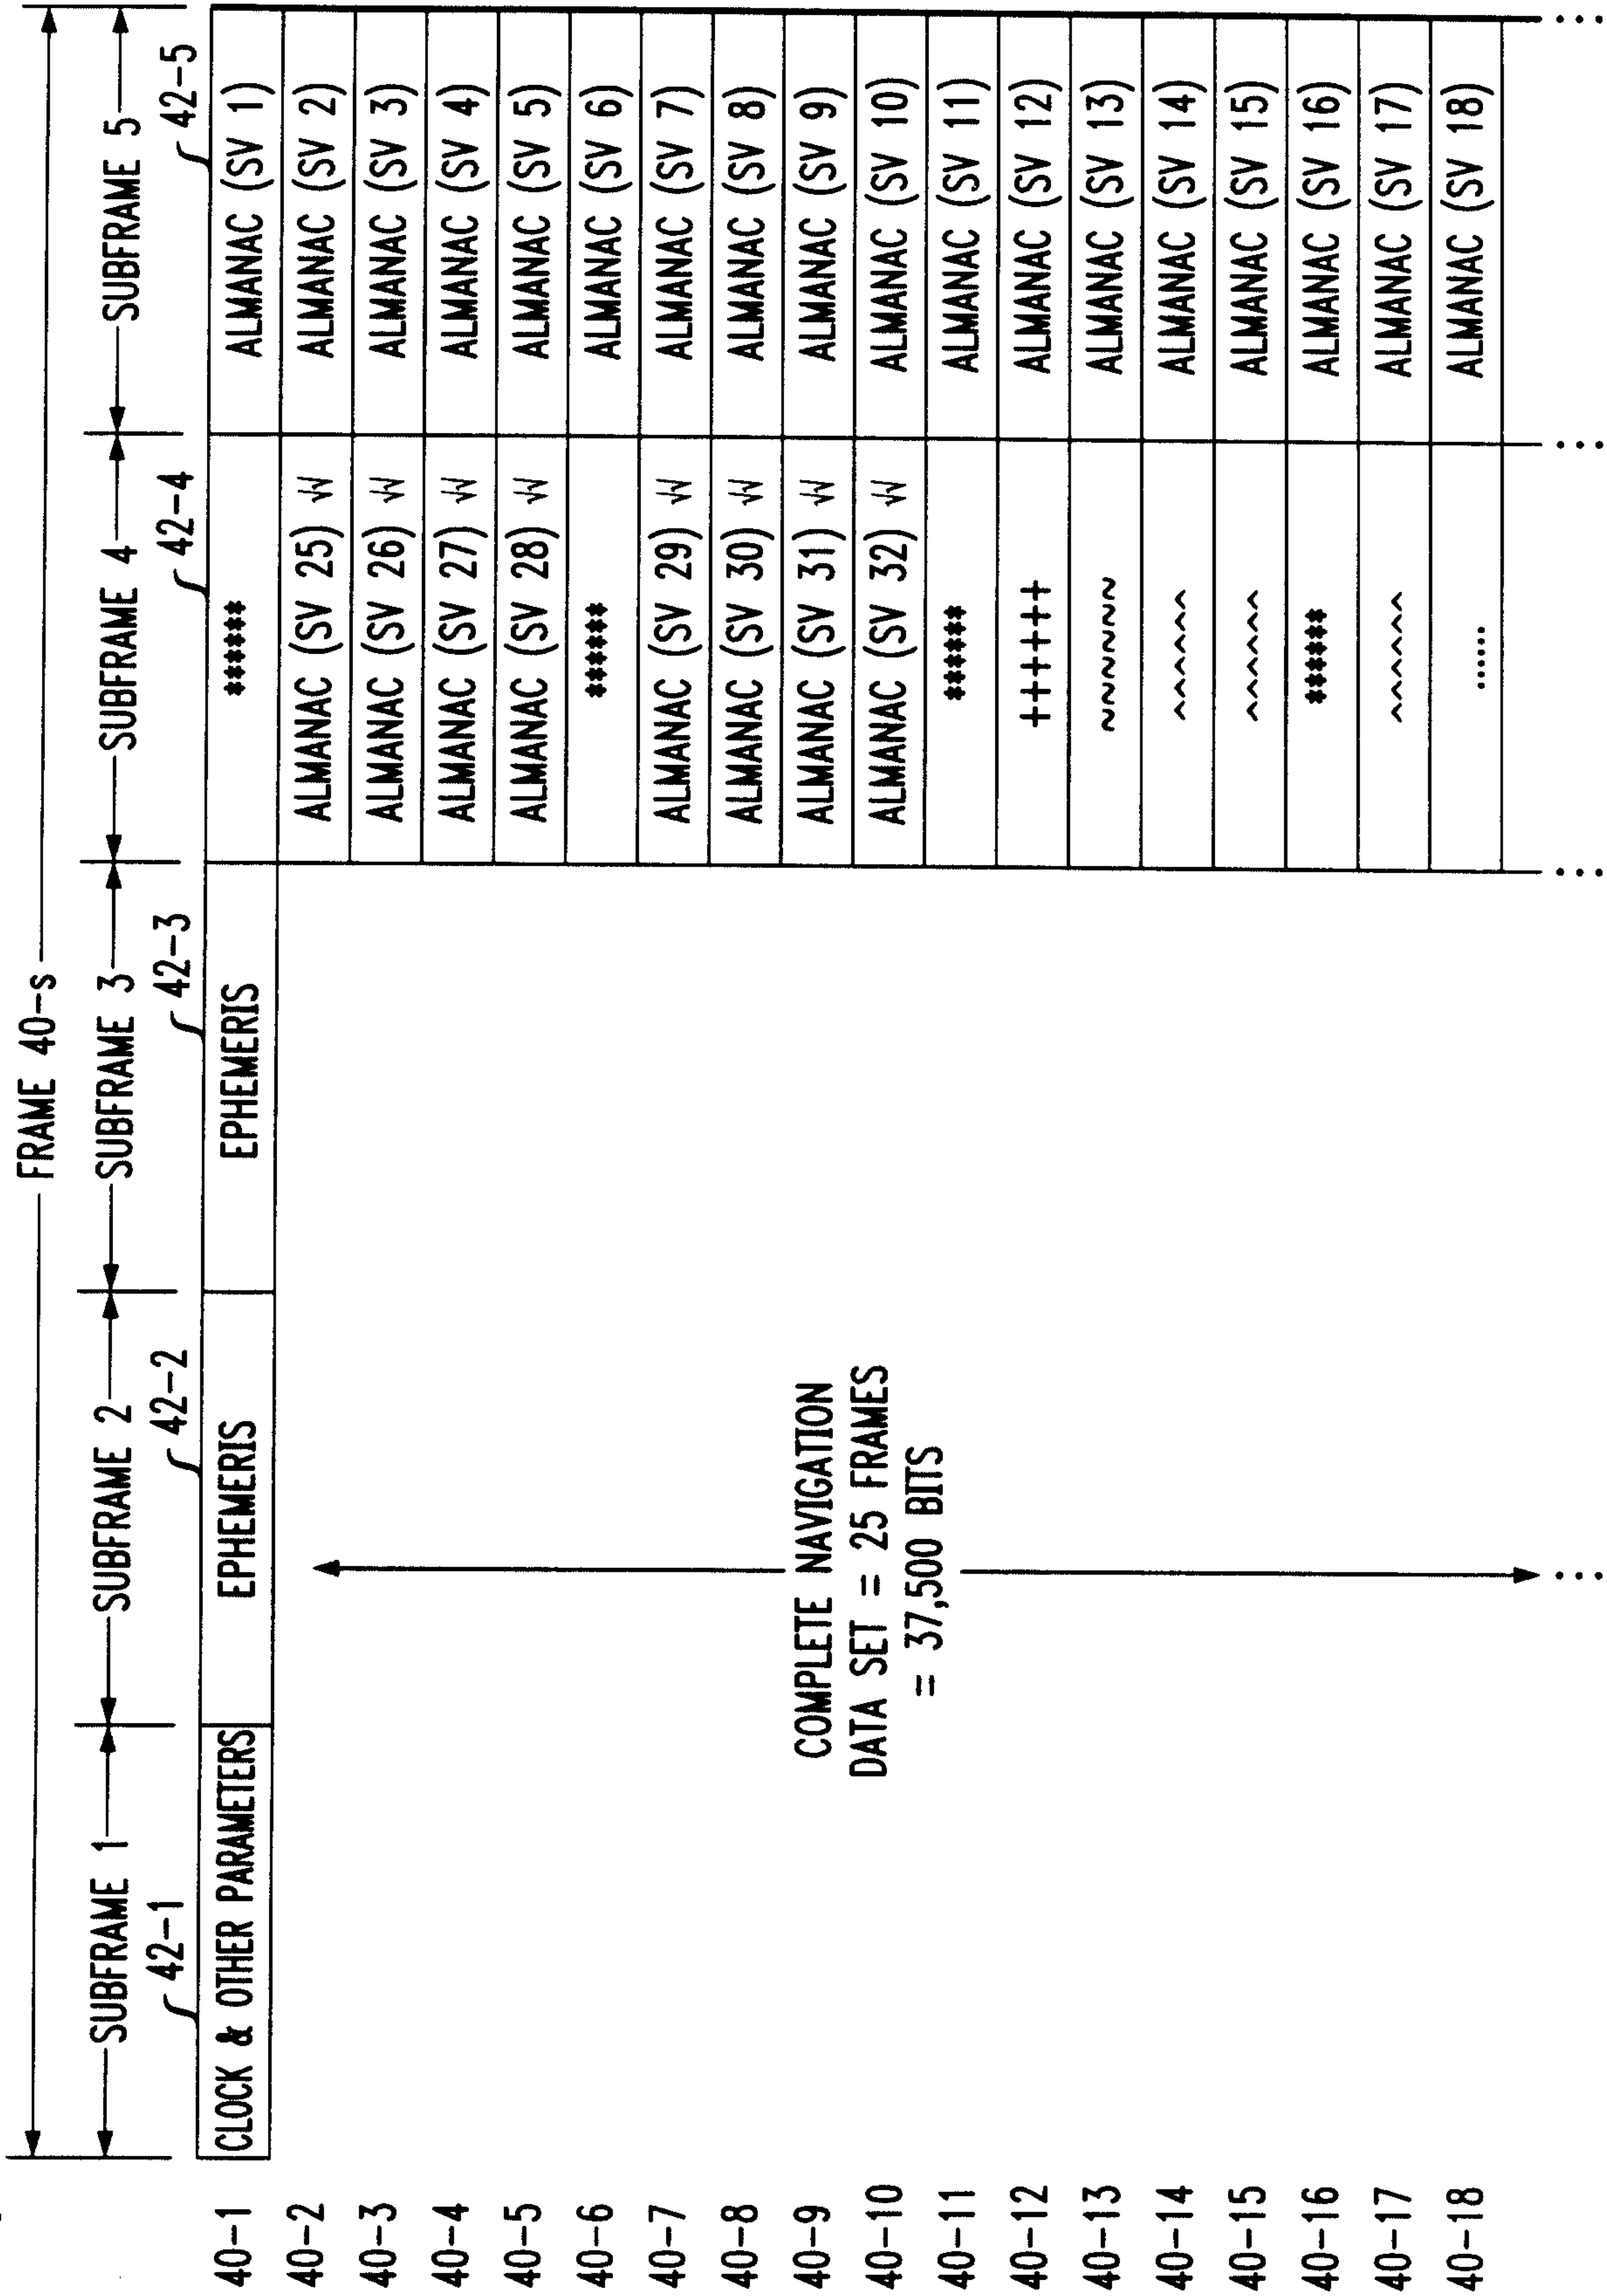 FRAME 40-s
SUBFRAME 1 SUBFRAME 2 SUBFRAME 3 SUBFRAME 4 SUBFRAME 5
42-1 42-2 42-3 42-4 42-5
40-1 CLOCK & OTHER PARAMETERS EPHEMERIS EPHEMERIS ****** ALMANAC (SV 1)
40-2 ALMANAC (SV 25) √√ ALMANAC (SV 2)
40-3 ALMANAC (SV 26) √√ ALMANAC (SV 3)
40-4 ALMANAC (SV 27) √√ ALMANAC (SV 4)
40-5 ALMANAC (SV 28) √√ ALMANAC (SV 5)
40-6 ****** ALMANAC (SV 6)
40-7 ALMANAC (SV 29) √√ ALMANAC (SV 7)
40-8 ALMANAC (SV 30) √√ ALMANAC (SV 8)
40-9 ALMANAC (SV 31) √√ ALMANAC (SV 9)
40-10 ALMANAC (SV 32) √√ ALMANAC (SV 10)
40-11 ****** ALMANAC (SV 11)
40-12 +++++++ ALMANAC (SV 12)
40-13 ~~~~~~~ ALMANAC (SV 13)
40-14 ^^^^^^ ALMANAC (SV 14)
40-15 ^^^^^^ ALMANAC (SV 15)
40-16 ****** ALMANAC (SV 16)
40-17 ^^^^^^ ALMANAC (SV 17)
40-18 ...... ALMANAC (SV 18)
COMPLETE NAVIGATION
DATA SET = 25 FRAMES
= 37,500 BITS
... ... ... ...